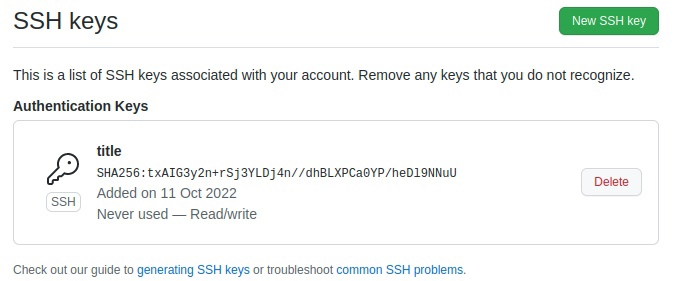 SSH keys
New SSH key
This is a list of SSH keys associated with your account. Remove any keys that you do not recognize.
Authentication Keys
title
SHA256:txAIG3y2n+rSj3YLDj4n//dhBLXPCa0YP/heDl9NNuU
SSH
Added on 11 Oct 2022
Never used — Read/write
Delete
Check out our guide to generating SSH keys or troubleshoot common SSH problems.